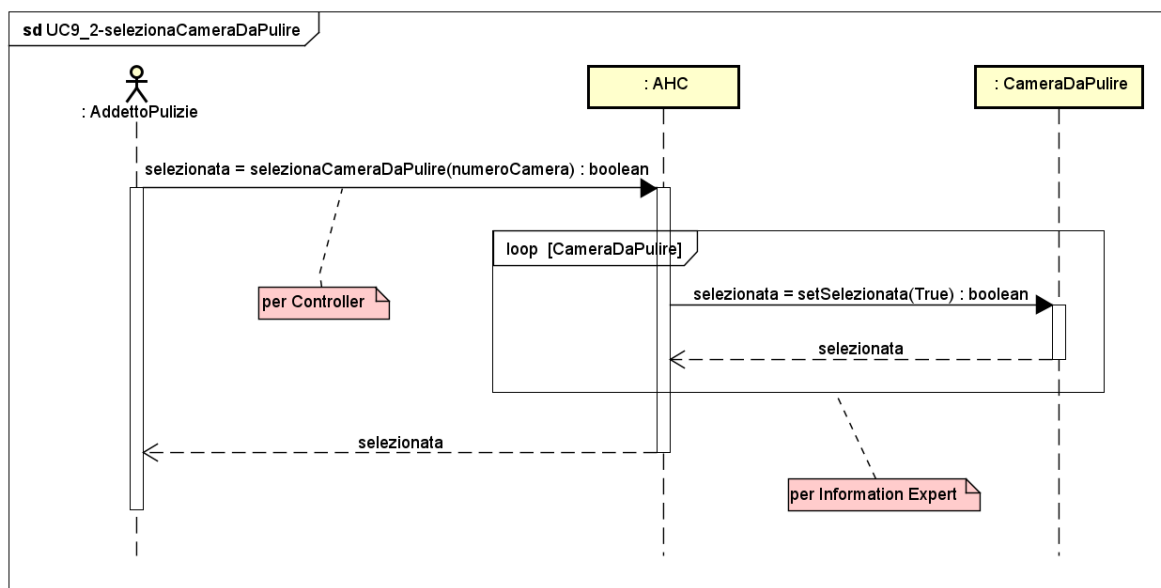 sd UC9_2-selezionaCameraDaPulire
: AddettoPulizie
: AHC
: CameraDaPulire
selezionata = selezionaCameraDaPulire(numeroCamera) : boolean
loop [CameraDaPulire]
per Controller
selezionata = setSelezionata(True) : boolean
selezionata
selezionata
per Information Expert